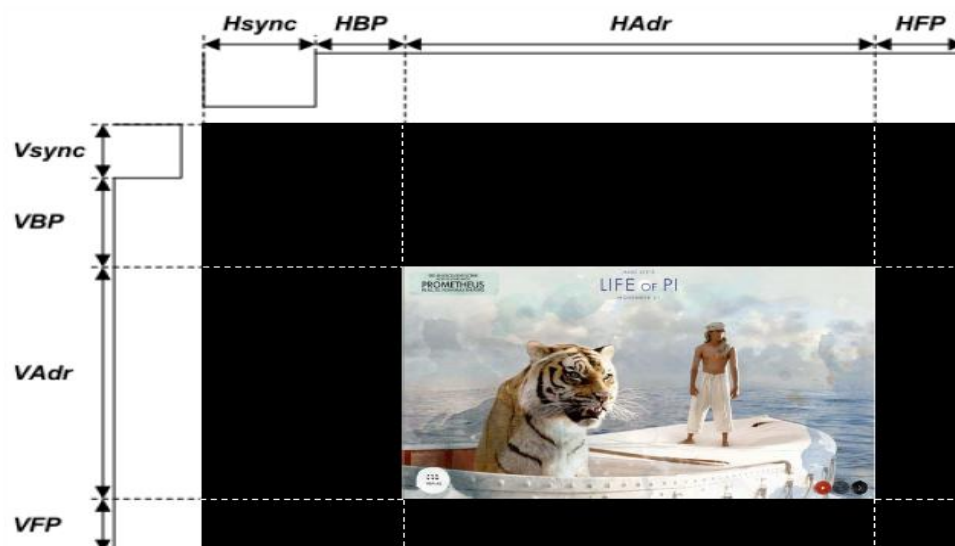 Hsync HBP HAdr HFP
Vsync
VBP
PROMETHEUS
LIFE OF PI
VAdr
VFP